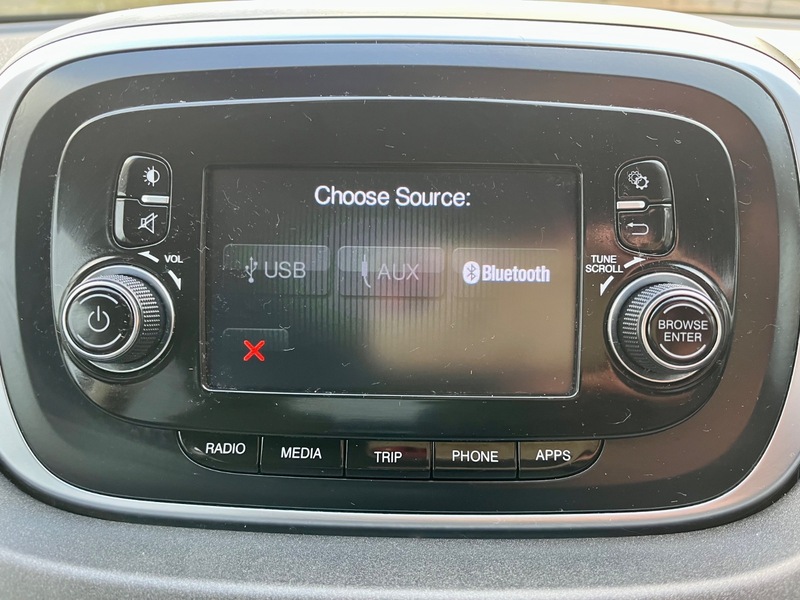 Choose Source:
USB
AUX
Bluetooth
VOL
TUNE
SCROLL
BROWSE
ENTER
RADIO
MEDIA
TRIP
PHONE
APPS